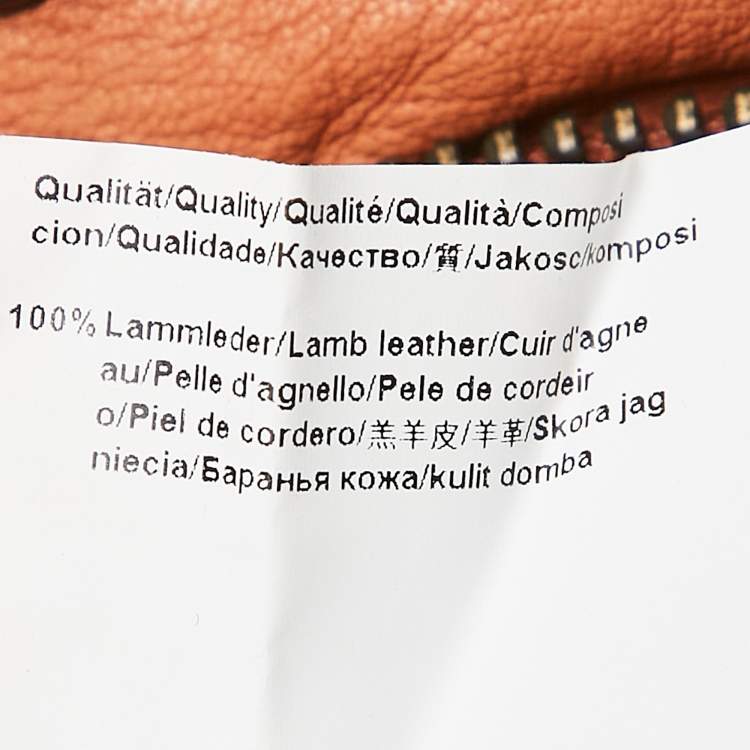 Qualität/Quality/Qualité/Qualità/Composi
cion/Qualidade/Качество/質/Jakosc/komposi
100% Lammleder/Lamb leather/Cuir d'agne
au/Pelle d'agnello/Pele de cordeir
o/Piel de cordero/羔羊皮/羊革/Skora jag
niecia/Баранья кожа/kulit domba